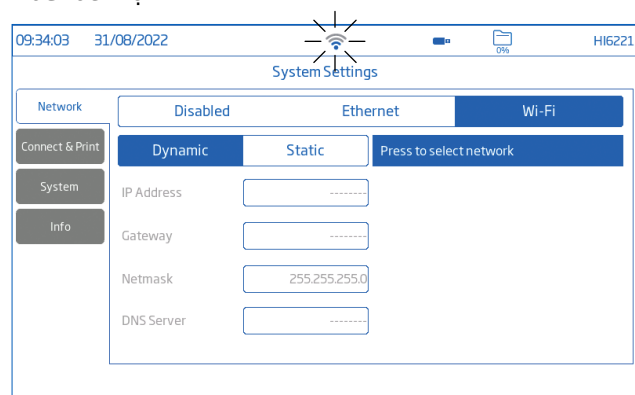 09:34:03 31/08/2022 0% HI6221
System Settings
Network Disabled Ethernet Wi-Fi
Connect & Print Dynamic Static Press to select network
System IP Address --------
Info
Gateway --------
Netmask 255.255.255.0
DNS Server --------